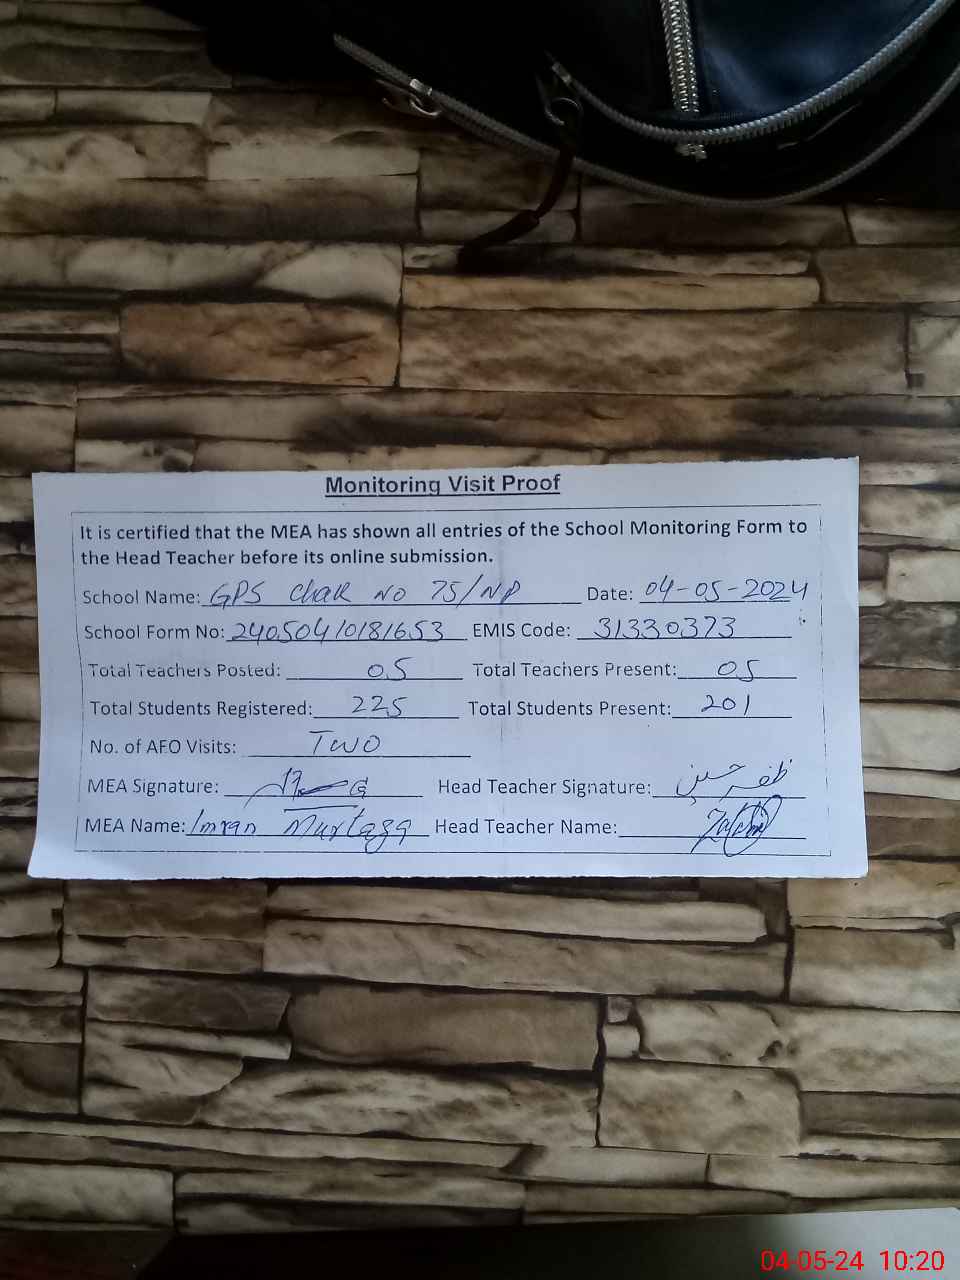 Monitoring Visit Proof
It is certified that the MEA has shown all entries of the School Monitoring Form to
the Head Teacher before its online submission.
School Name: GPS Chak NO 75/NP Date: 04-05-2024
School Form No: 24050410181653 EMIS Code: 31330373
Total Teachers Posted: 05 Total Teachers Present: 05
Total Students Registered: 225 Total Students Present: 201
No. of AFO Visits: Two
MEA Signature: Head Teacher Signature: ظفر حسین
MEA Name: Imran Murtaza Head Teacher Name:
04-05-24 10:20